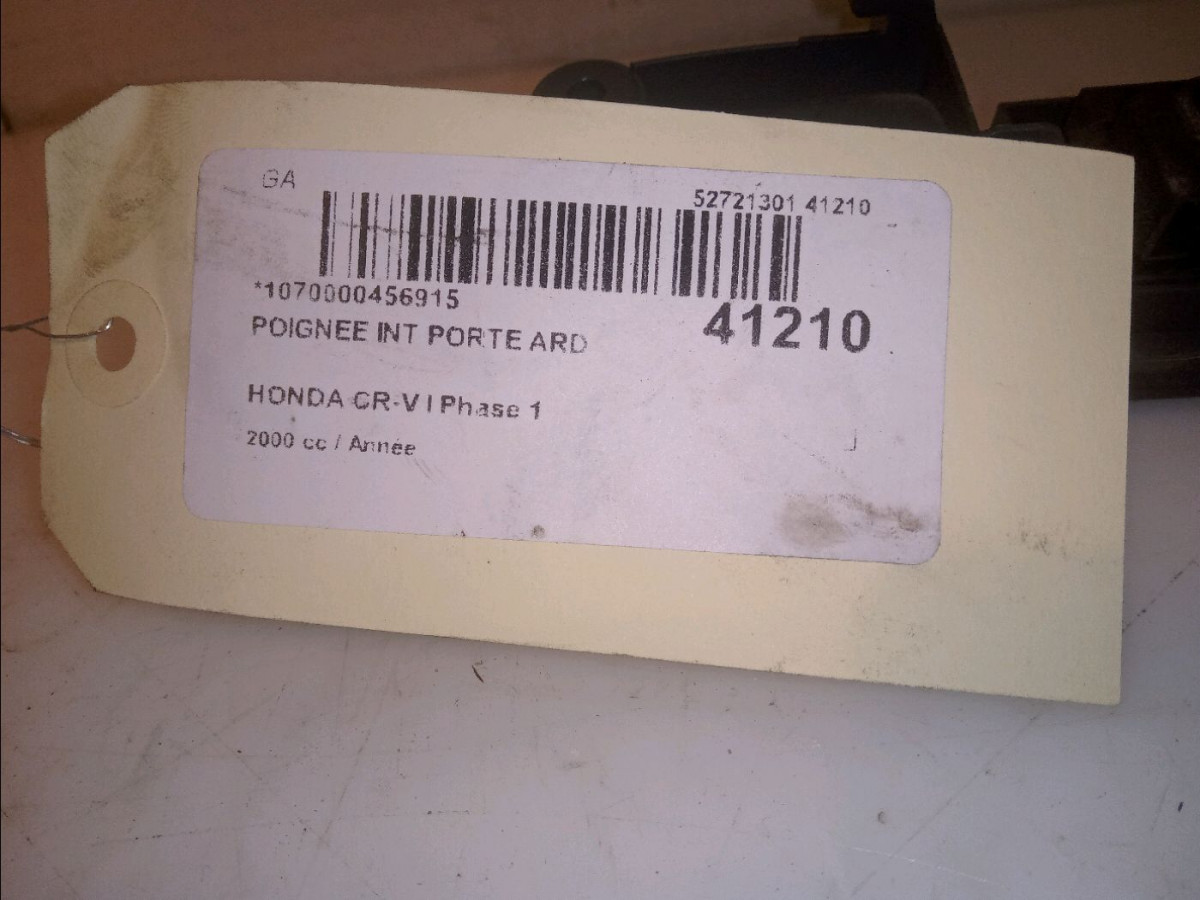 GA
52721301 41210
*1070000456915
41210
POIGNEE INT PORTE ARD
HONDA CR-V I Phase 1
2000 cc / Année